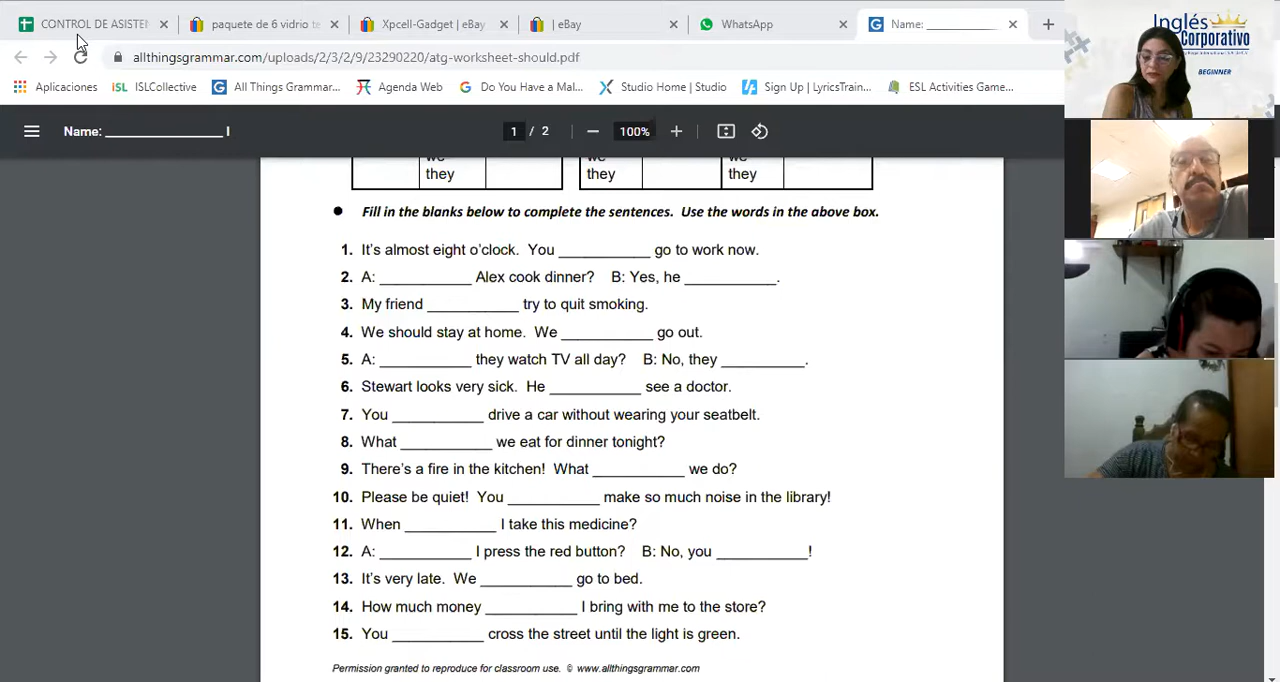 CONTROL DE ASISTEN
paquete de 6 vidrio te
Xpcell-Gadget | eBay
| eBay
WhatsApp
Name: ___________
allthingsgrammar.com/uploads/2/3/2/9/23290220/atg-worksheet-should.pdf
Aplicaciones
iSL ISLCollective
All Things Grammar...
Agenda Web
Do You Have a Mal...
Studio Home | Studio
Sign Up | LyricsTrain...
ESL Activities Game...
Name: ________________ l
1 / 2
100%
we we we
they they they
Fill in the blanks below to complete the sentences. Use the words in the above box.
1. It's almost eight o'clock. You ___________ go to work now.
2. A: ___________ Alex cook dinner? B: Yes, he ___________.
3. My friend ___________ try to quit smoking.
4. We should stay at home. We ___________ go out.
5. A: ___________ they watch TV all day? B: No, they __________.
6. Stewart looks very sick. He ___________ see a doctor.
7. You ___________ drive a car without wearing your seatbelt.
8. What ___________ we eat for dinner tonight?
9. There's a fire in the kitchen! What ___________ we do?
10. Please be quiet! You ___________ make so much noise in the library!
11. When ___________ I take this medicine?
12. A: ___________ I press the red button? B: No, you ___________!
13. It's very late. We ___________ go to bed.
14. How much money ___________ I bring with me to the store?
15. You ___________ cross the street until the light is green.
Permission granted to reproduce for classroom use. © www.allthingsgrammar.com
Inglés
Corporativo
BEGINNER